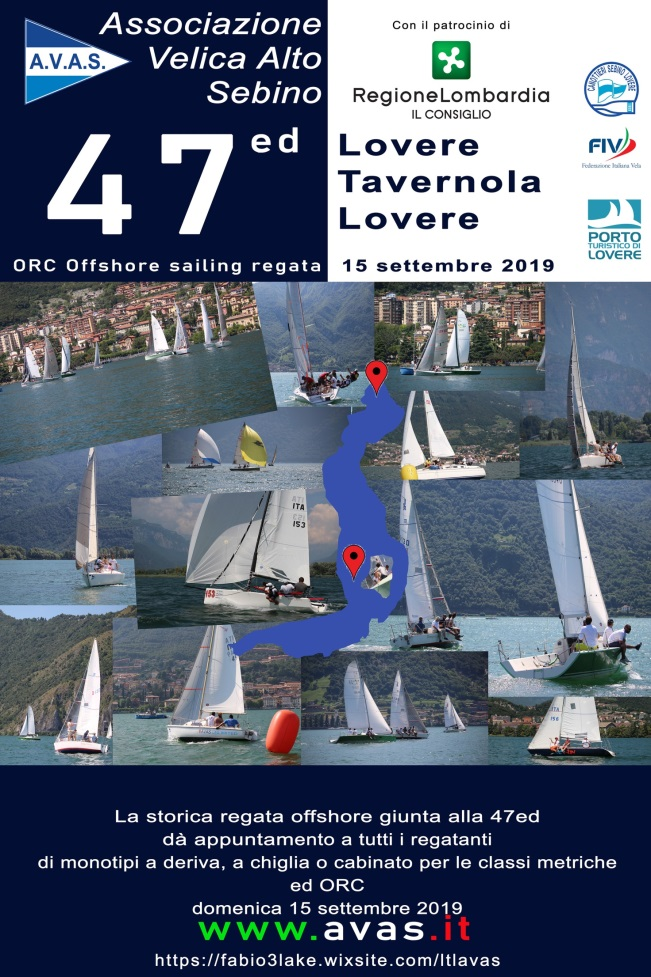 Associazione
Velica Alto
Sebino
A.V.A.S.
47ed
ORC Offshore sailing regata
Con il patrocinio di
RegioneLombardia
IL CONSIGLIO
Lovere
Tavernola
Lovere
15 settembre 2019
CANOTTIERI SEBINO LOVERE
FIV
Federazione Italiana Vela
PORTO
TURISTICO DI
LOVERE
ITA
153
153
La storica regata offshore giunta alla 47ed
dà appuntamento a tutti i regatanti
di monotipi a deriva, a chiglia o cabinato per le classi metriche
ed ORC
domenica 15 settembre 2019
www.avas.it
https://fabio3lake.wixsite.com/ltlavas